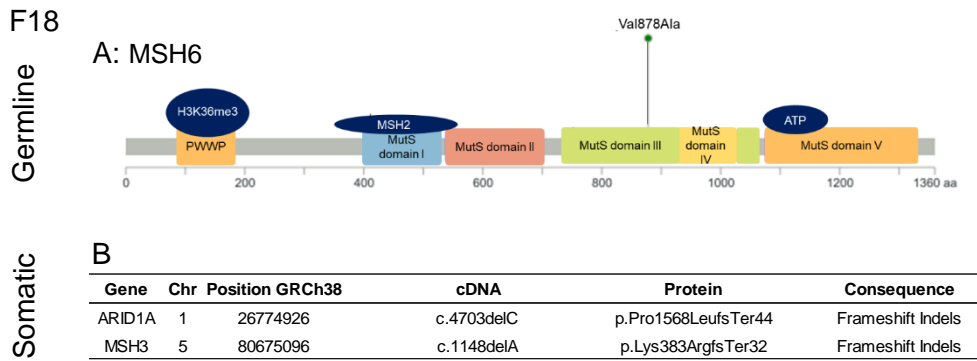 F18
Germline
A: MSH6
Val878Ala
H3K36me3
PWWP
MSH2
MutS domain I
MutS domain II
MutS domain III
MutS domain IV
ATP
MutS domain V
0 200 400 600 800 1000 1200 1360 aa
Somatic
B
Gene Chr Position GRCh38 cDNA Protein Consequence
ARID1A 1 26774926 c.4703delC p.Pro1568LeufsTer44 Frameshift Indels
MSH3 5 80675096 c.1148delA p.Lys383ArgfsTer32 Frameshift Indels